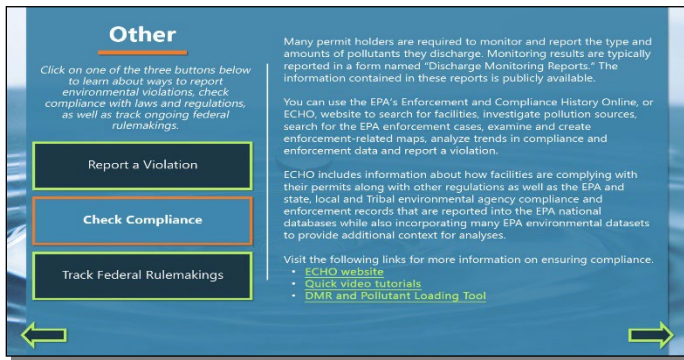 Other
Click on one of the three buttons below
to learn about ways to report
environmental violations, check
compliance with laws and regulations,
as well as track ongoing federal
rulemakings.
Report a Violation
Check Compliance
Track Federal Rulemakings
Many permit holders are required to monitor and report the type and
amounts of pollutants they discharge. Monitoring results are typically
reported in a form named “Discharge Monitoring Reports.” The
information contained in these reports is publicly available.
You can use the EPA’s Enforcement and Compliance History Online, or
ECHO, website to search for facilities, investigate pollution sources,
search for the EPA enforcement cases, examine and create
enforcement-related maps, analyze trends in compliance and
enforcement data and report a violation.
ECHO includes information about how facilities are complying with
their permits along with other regulations as well as the EPA and
state, local and Tribal environmental agency compliance and
enforcement records that are reported into the EPA national
databases while also incorporating many EPA environmental datasets
to provide additional context for analyses.
Visit the following links for more information on ensuring compliance.
• ECHO website
• Quick video tutorials
• DMR and Pollutant Loading Tool